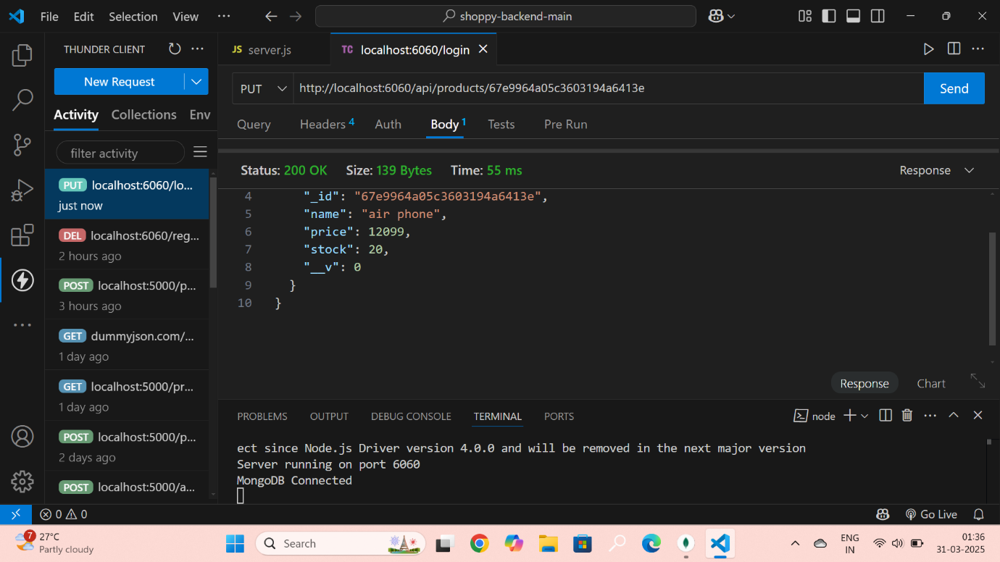 File Edit Selection View ··· shoppy-backend-main
THUNDER CLIENT ···
New Request
Activity Collections Env
filter activity
PUT localhost:6060/lo...
just now
DEL localhost:6060/reg...
2 hours ago
POST localhost:5000/p...
3 hours ago
GET dummyjson.com/...
1 day ago
GET localhost:5000/pr...
1 day ago
POST localhost:5000/p...
2 days ago
POST localhost:5000/a...
JS server.js TC localhost:6060/login
PUT http://localhost:6060/api/products/67e9964a05c3603194a6413e Send
Query Headers 4 Auth Body 1 Tests Pre Run
Status: 200 OK Size: 139 Bytes Time: 55 ms Response
4 "_id": "67e9964a05c3603194a6413e",
5 "name": "air phone",
6 "price": 12099,
7 "stock": 20,
8 "__v": 0
9 }
10 }
Response Chart
PROBLEMS OUTPUT DEBUG CONSOLE TERMINAL PORTS node
ect since Node.js Driver version 4.0.0 and will be removed in the next major version
Server running on port 6060
MongoDB Connected
0 0 Go Live
7 27°C
Partly cloudy
Search
ENG
IN
01:36
31-03-2025